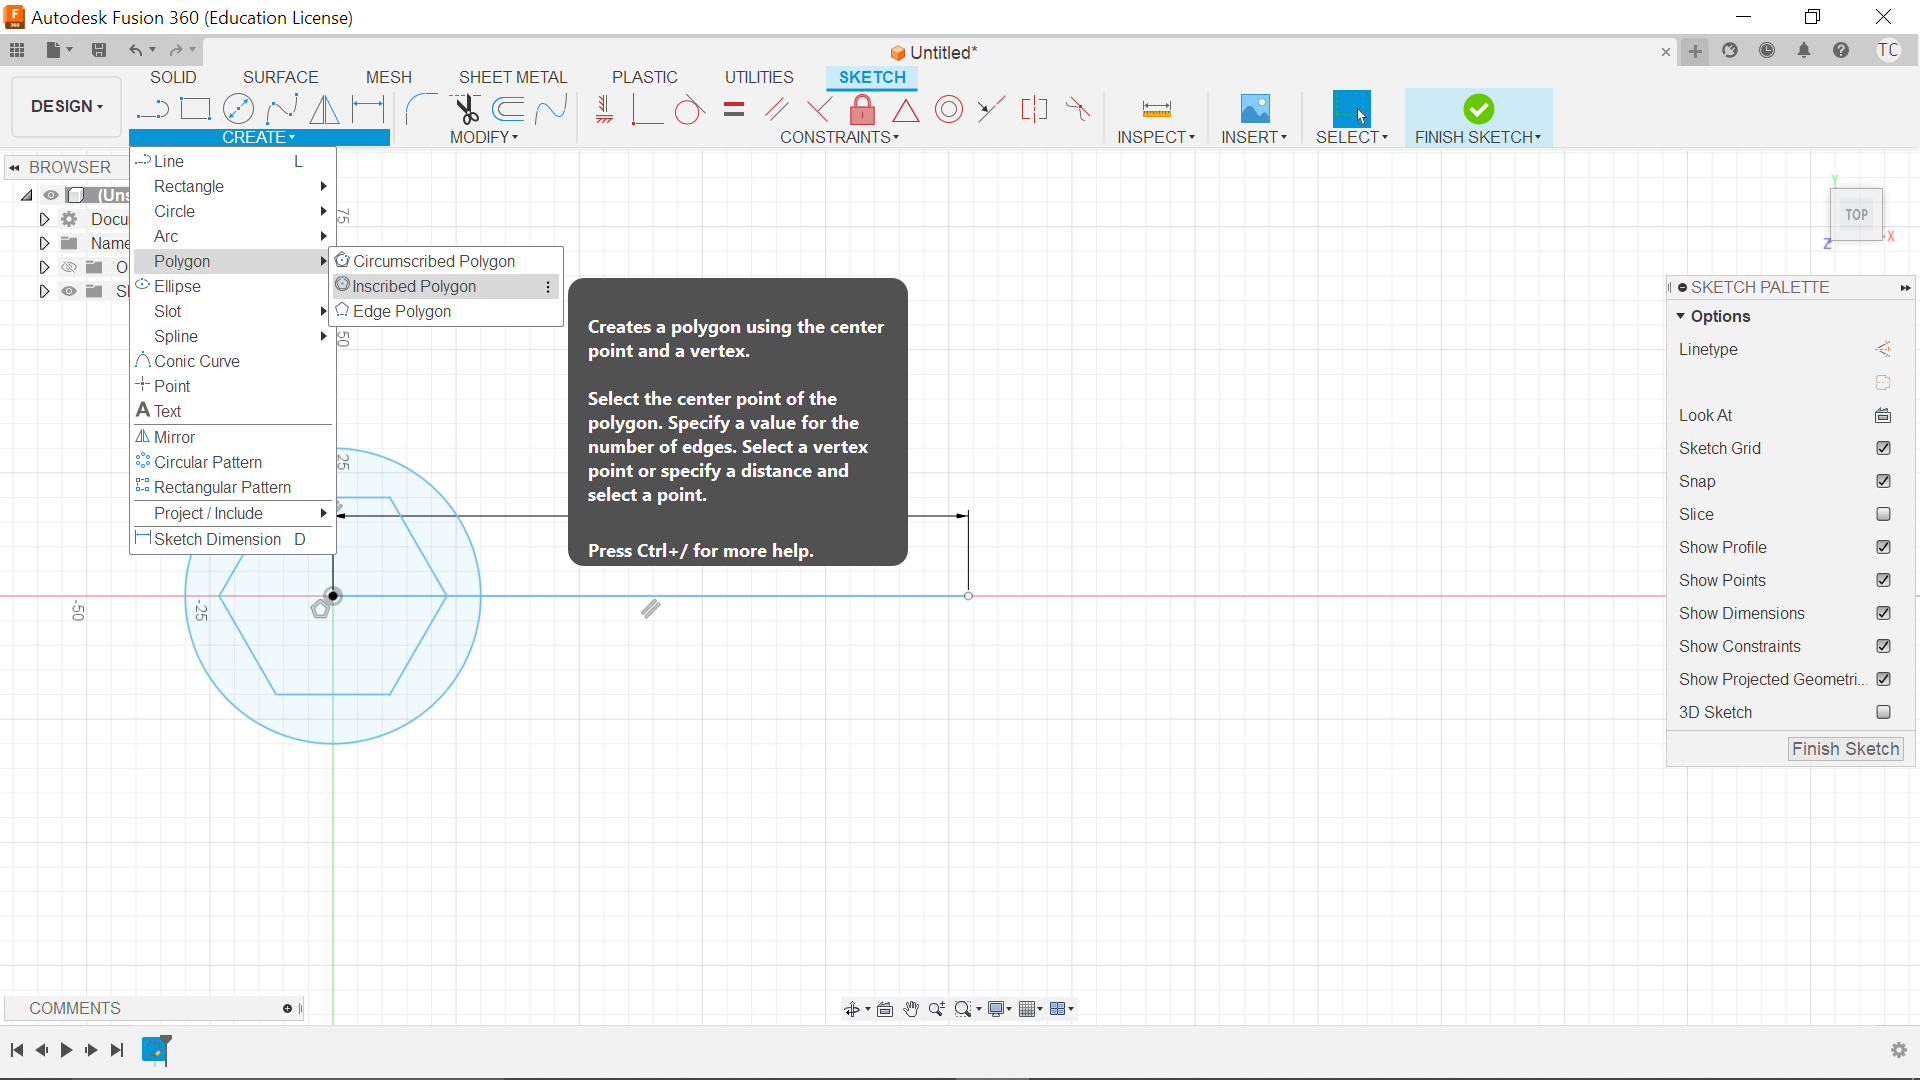 Autodesk Fusion 360 (Education License)
Untitled*
TC
SOLID SURFACE MESH SHEET METAL PLASTIC UTILITIES SKETCH
DESIGN
CREATE MODIFY CONSTRAINTS INSPECT INSERT SELECT FINISH SKETCH
BROWSER
(Uns
Docu
Name
O
Sk
Line L
Rectangle
Circle
Arc
Polygon
Ellipse
Slot
Spline
Conic Curve
Point
Text
Mirror
Circular Pattern
Rectangular Pattern
Project / Include
Sketch Dimension D
Circumscribed Polygon
Inscribed Polygon
Edge Polygon
Creates a polygon using the center
point and a vertex.
Select the center point of the
polygon. Specify a value for the
number of edges. Select a vertex
point or specify a distance and
select a point.
Press Ctrl+/ for more help.
75
50
25
-50
-25
Y
TOP
Z
X
SKETCH PALETTE
Options
Linetype
Look At
Sketch Grid
Snap
Slice
Show Profile
Show Points
Show Dimensions
Show Constraints
Show Projected Geometri...
3D Sketch
Finish Sketch
COMMENTS